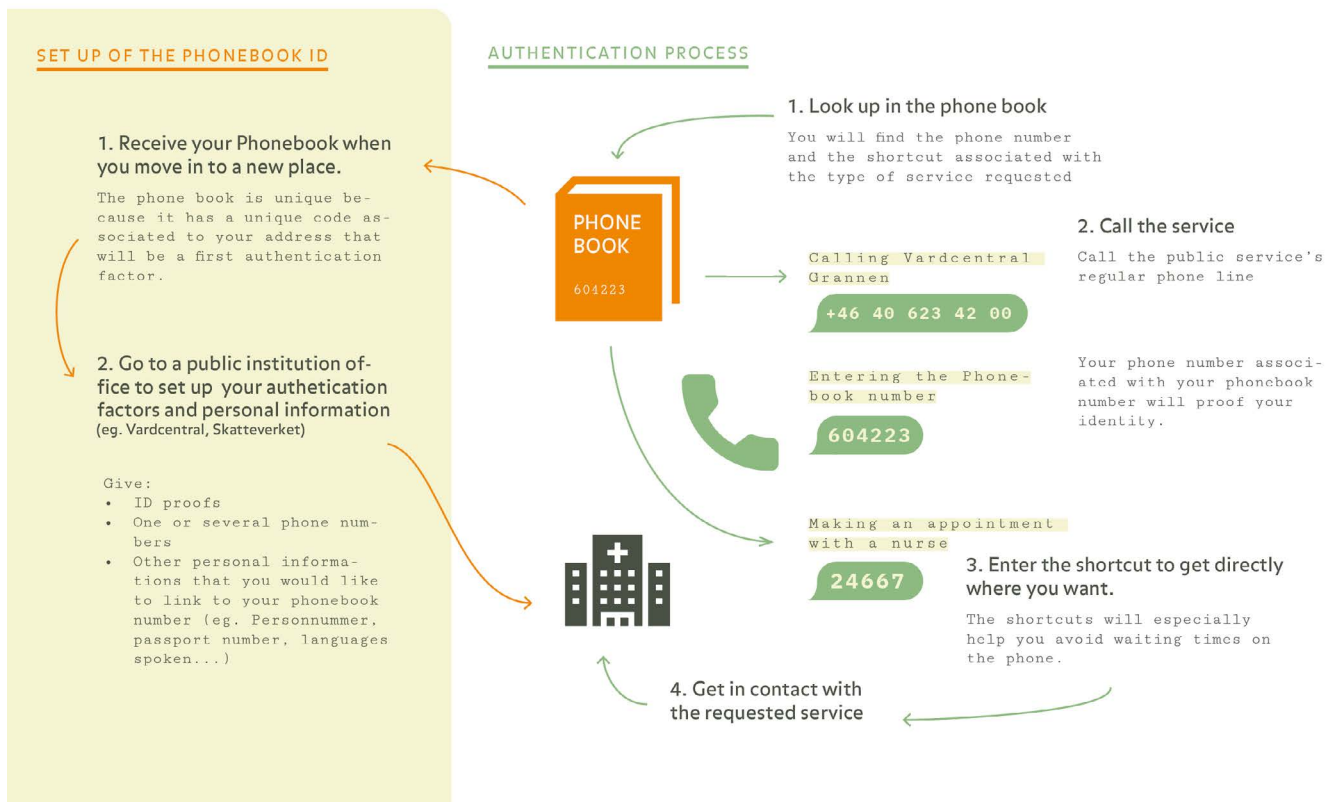 SET UP OF THE PHONEBOOK ID
1. Receive your Phonebook when
you move in to a new place.
The phone book is unique be-
cause it has a unique code as-
sociated to your address that
will be a first authentication
factor.
2. Go to a public institution of-
fice to set up your authetication
factors and personal information
(eg. Vardcentral, Skatteverket)
Give:
• ID proofs
• One or several phone num-
bers
• Other personal informa-
tions that you would like
to link to your phonebook
number (eg. Personnummer,
passport number, languages
spoken...)
AUTHENTICATION PROCESS
1. Look up in the phone book
You will find the phone number
and the shortcut associated with
the type of service requested
PHONE
BOOK
604223
2. Call the service
Call the public service's
regular phone line
Calling Vardcentral
Grannen
+46 40 623 42 00
Entering the Phone-
book number
604223
Your phone number associ-
ated with your phonebook
number will proof your
identity.
Making an appointment
with a nurse
24667
3. Enter the shortcut to get directly
where you want.
The shortcuts will especially
help you avoid waiting times on
the phone.
4. Get in contact with
the requested service